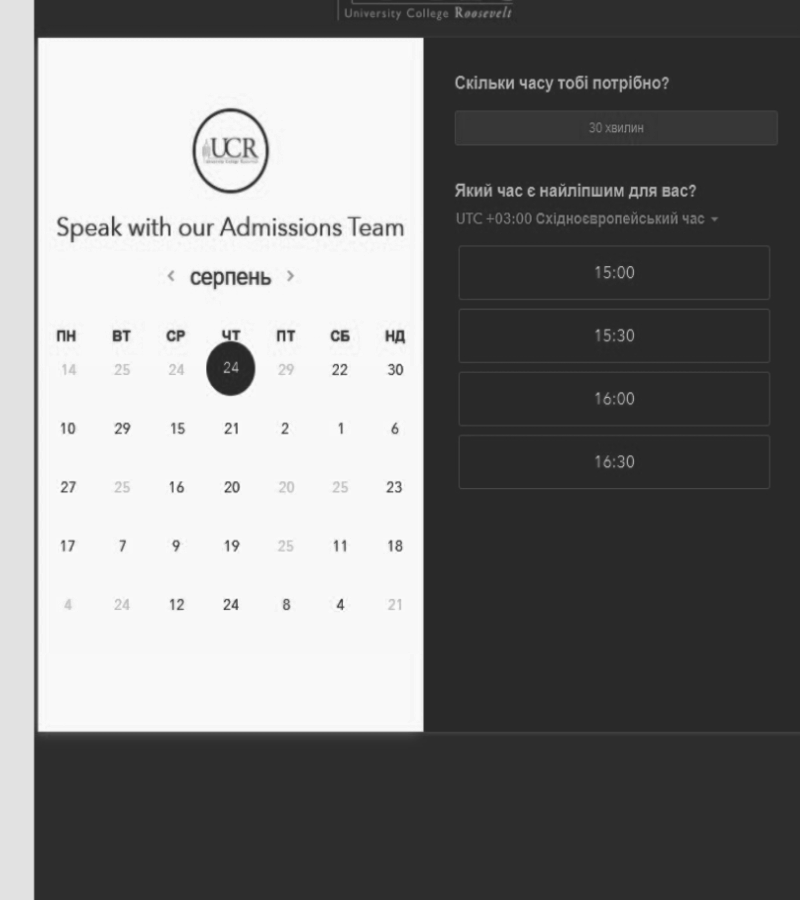 University College Roosevelt
UCR
Speak with our Admissions Team
< серпень >
ПН ВТ СР ЧТ ПТ СБ НД
14 25 24 24 29 22 30
10 29 15 21 2 1 6
27 25 16 20 20 25 23
17 7 9 19 25 11 18
4 24 12 24 8 4 21
Скільки часу тобі потрібно?
30 хвилин
Який час є найліпшим для вас?
UTC +03:00 Східноєвропейський час
15:00
15:30
16:00
16:30